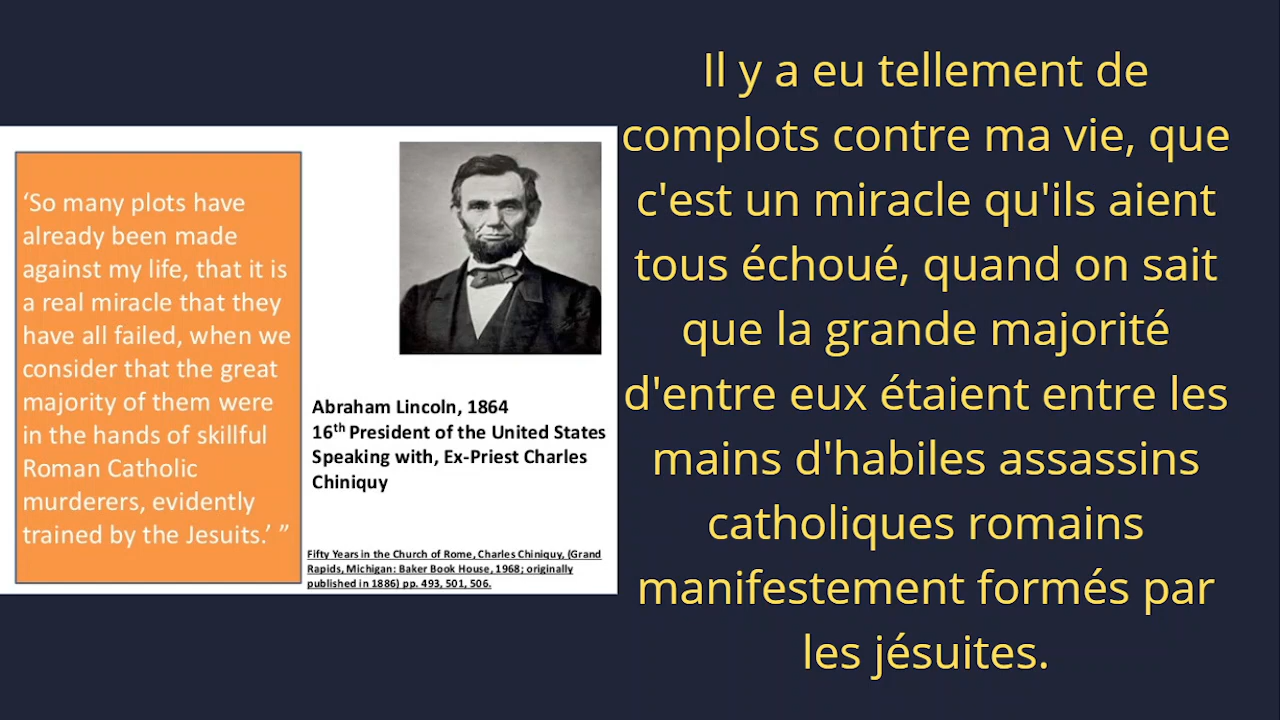 ‘So many plots have
already been made
against my life, that it is
a real miracle that they
have all failed, when we
consider that the great
majority of them were
in the hands of skillful
Roman Catholic
murderers, evidently
trained by the Jesuits.’ ”
Abraham Lincoln, 1864
16th President of the United States
Speaking with, Ex-Priest Charles
Chiniquy
Fifty Years in the Church of Rome, Charles Chiniquy, (Grand
Rapids, Michigan: Baker Book House, 1968; originally
published in 1886) pp. 493, 501, 506.
Il y a eu tellement de
complots contre ma vie, que
c'est un miracle qu'ils aient
tous échoué, quand on sait
que la grande majorité
d'entre eux étaient entre les
mains d'habiles assassins
catholiques romains
manifestement formés par
les jésuites.